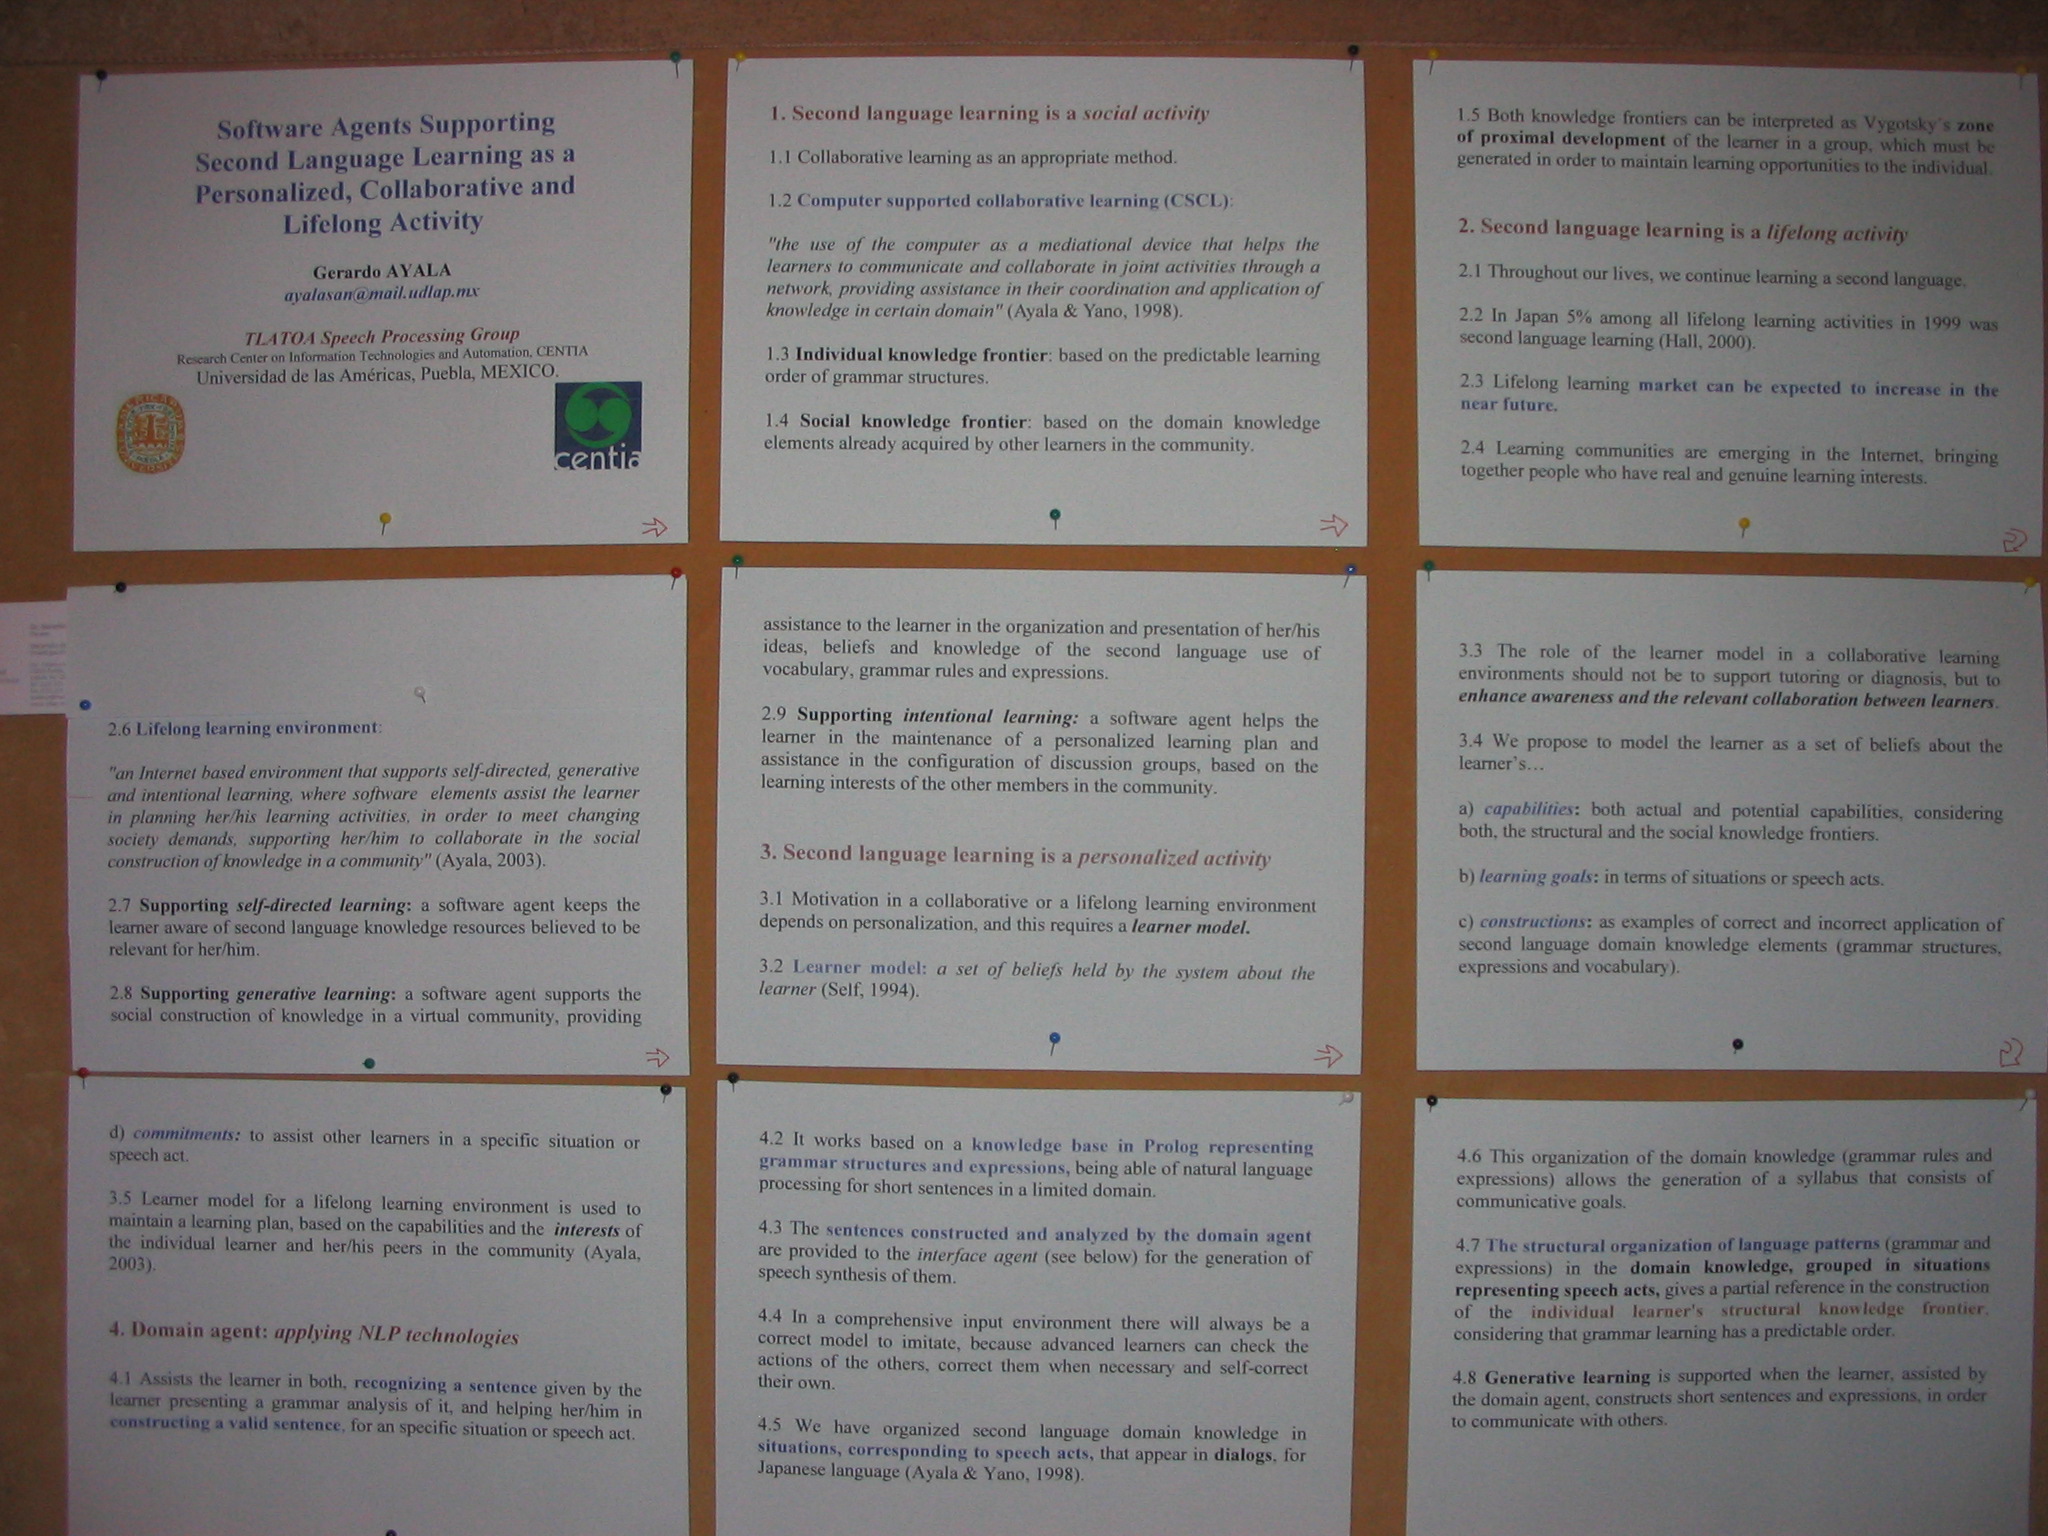 Software Agents Supporting
Second Language Learning as a
Personalized, Collaborative and
Lifelong Activity
Gerardo AYALA
ayalasan@mail.udlap.mx
TLATOA Speech Processing Group
Research Center on Information Technologies and Automation, CENTIA
Universidad de las Américas, Puebla, MEXICO.
centia
1. Second language learning is a social activity
1.1 Collaborative learning as an appropriate method.
1.2 Computer supported collaborative learning (CSCL):
"the use of the computer as a mediational device that helps the
learners to communicate and collaborate in joint activities through a
network, providing assistance in their coordination and application of
knowledge in certain domain" (Ayala & Yano, 1998).
1.3 Individual knowledge frontier: based on the predictable learning
order of grammar structures.
1.4 Social knowledge frontier: based on the domain knowledge
elements already acquired by other learners in the community.
1.5 Both knowledge frontiers can be interpreted as Vygotsky's zone
of proximal development of the learner in a group, which must be
generated in order to maintain learning opportunities to the individual.
2. Second language learning is a lifelong activity
2.1 Throughout our lives, we continue learning a second language.
2.2 In Japan 5% among all lifelong learning activities in 1999 was
second language learning (Hall, 2000).
2.3 Lifelong learning market can be expected to increase in the
near future.
2.4 Learning communities are emerging in the Internet, bringing
together people who have real and genuine learning interests.
2.6 Lifelong learning environment:
"an Internet based environment that supports self-directed, generative
and intentional learning, where software elements assist the learner
in planning her/his learning activities, in order to meet changing
society demands, supporting her/him to collaborate in the social
construction of knowledge in a community" (Ayala, 2003).
2.7 Supporting self-directed learning: a software agent keeps the
learner aware of second language knowledge resources believed to be
relevant for her/him.
2.8 Supporting generative learning: a software agent supports the
social construction of knowledge in a virtual community, providing
assistance to the learner in the organization and presentation of her/his
ideas, beliefs and knowledge of the second language use of
vocabulary, grammar rules and expressions.
2.9 Supporting intentional learning: a software agent helps the
learner in the maintenance of a personalized learning plan and
assistance in the configuration of discussion groups, based on the
learning interests of the other members in the community.
3. Second language learning is a personalized activity
3.1 Motivation in a collaborative or a lifelong learning environment
depends on personalization, and this requires a learner model.
3.2 Learner model: a set of beliefs held by the system about the
learner (Self, 1994).
3.3 The role of the learner model in a collaborative learning
environments should not be to support tutoring or diagnosis, but to
enhance awareness and the relevant collaboration between learners.
3.4 We propose to model the learner as a set of beliefs about the
learner's…
a) capabilities: both actual and potential capabilities, considering
both, the structural and the social knowledge frontiers.
b) learning goals: in terms of situations or speech acts.
c) constructions: as examples of correct and incorrect application of
second language domain knowledge elements (grammar structures,
expressions and vocabulary).
d) commitments: to assist other learners in a specific situation or
speech act.
3.5 Learner model for a lifelong learning environment is used to
maintain a learning plan, based on the capabilities and the interests of
the individual learner and her/his peers in the community (Ayala,
2003).
4. Domain agent: applying NLP technologies
4.1 Assists the learner in both, recognizing a sentence given by the
learner presenting a grammar analysis of it, and helping her/him in
constructing a valid sentence, for an specific situation or speech act.
4.2 It works based on a knowledge base in Prolog representing
grammar structures and expressions, being able of natural language
processing for short sentences in a limited domain.
4.3 The sentences constructed and analyzed by the domain agent
are provided to the interface agent (see below) for the generation of
speech synthesis of them.
4.4 In a comprehensive input environment there will always be a
correct model to imitate, because advanced learners can check the
actions of the others, correct them when necessary and self-correct
their own.
4.5 We have organized second language domain knowledge in
situations, corresponding to speech acts, that appear in dialogs, for
Japanese language (Ayala & Yano, 1998).
4.6 This organization of the domain knowledge (grammar rules and
expressions) allows the generation of a syllabus that consists of
communicative goals.
4.7 The structural organization of language patterns (grammar and
expressions) in the domain knowledge, grouped in situations
representing speech acts, gives a partial reference in the construction
of the individual learner's structural knowledge frontier,
considering that grammar learning has a predictable order.
4.8 Generative learning is supported when the learner, assisted by
the domain agent, constructs short sentences and expressions, in order
to communicate with others.